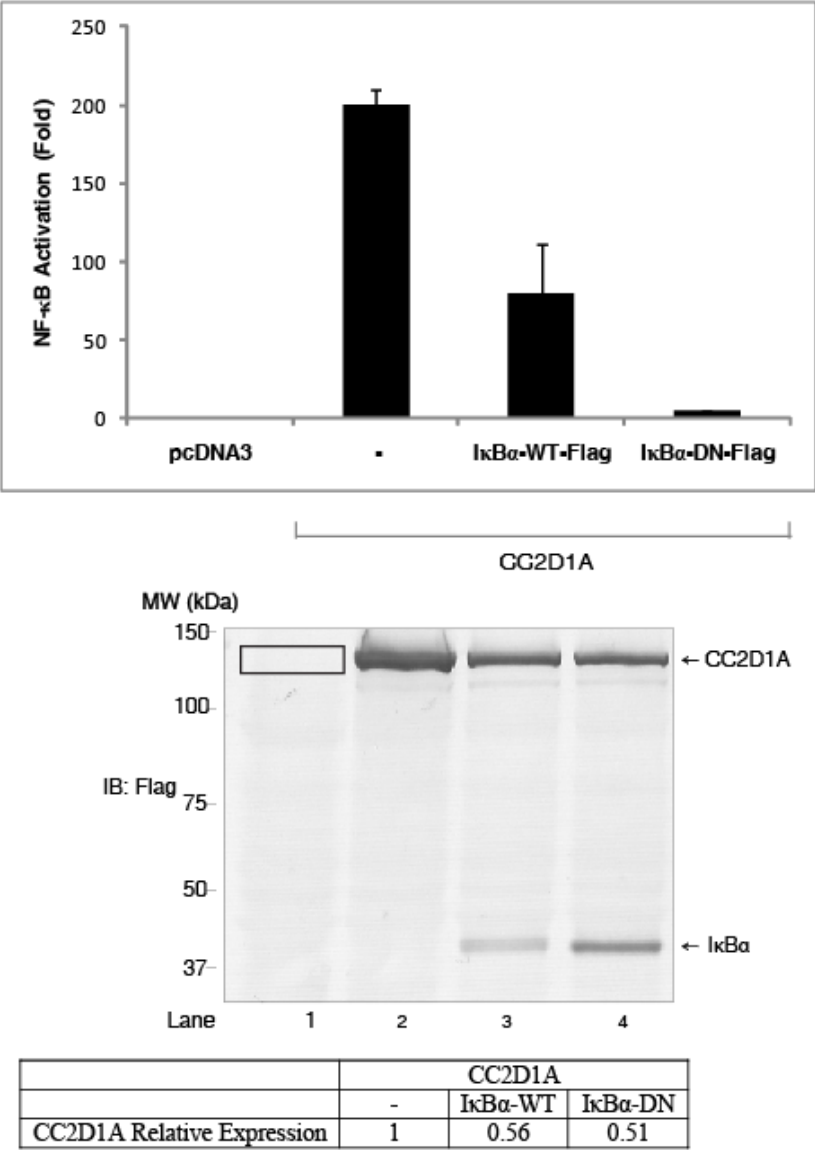 250
200
150
100
50
0
NF-κB Activation (Fold)
pcDNA3 - IκBα-WT-Flag IκBα-DN-Flag
CC2D1A
MW (kDa)
150
← CC2D1A
100
IB: Flag
75
50
← IκBα
37
Lane 1 2 3 4
CC2D1A
- IκBα-WT IκBα-DN
CC2D1A Relative Expression 1 0.56 0.51